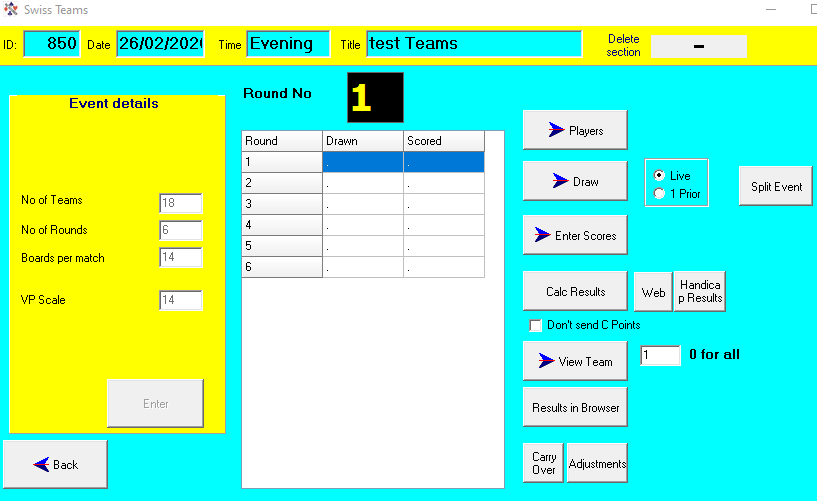 Swiss Teams
ID: 850 Date 26/02/202 Time Evening Title test Teams Delete section -
Event details
No of Teams 18
No of Rounds 6
Boards per match 14
VP Scale 14
Enter
Back
Round No 1
Round Drawn Scored
1 . .
2 . .
3 . .
4 . .
5 . .
6 . .
Players
Draw
Live
1 Prior
Split Event
Enter Scores
Calc Results
Web
Handica
p Results
Don't send C Points
View Team
1 0 for all
Results in Browser
Carry
Over
Adjustments